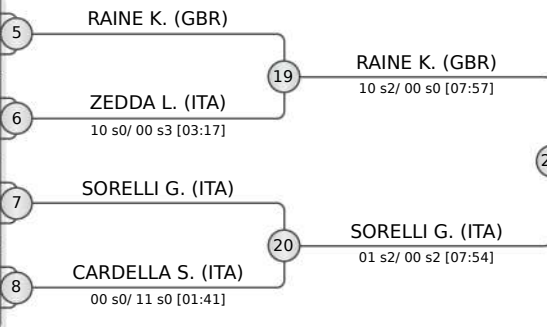 RAINE K. (GBR)
5
19
RAINE K. (GBR)
10 s2/ 00 s0 [07:57]
ZEDDA L. (ITA)
6
10 s0/ 00 s3 [03:17]
SORELLI G. (ITA)
7
20
SORELLI G. (ITA)
01 s2/ 00 s2 [07:54]
CARDELLA S. (ITA)
8
00 s0/ 11 s0 [01:41]